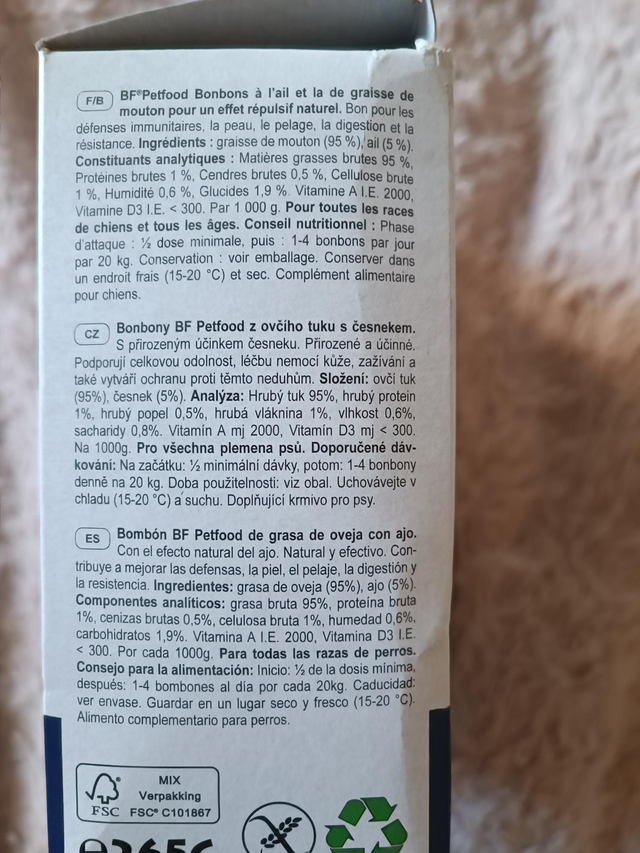 F/B BF®Petfood Bonbons à l'ail et la de graisse de
mouton pour un effet répulsif naturel. Bon pour les
défenses immunitaires, la peau, le pelage, la digestion et la
résistance. Ingrédients : graisse de mouton (95 %), ail (5 %).
Constituants analytiques : Matières grasses brutes 95 %,
Protéines brutes 1 %, Cendres brutes 0,5 %, Cellulose brute
1 %, Humidité 0,6 %, Glucides 1,9 %. Vitamine A I.E. 2000,
Vitamine D3 I.E. < 300. Par 1 000 g. Pour toutes les races
de chiens et tous les âges. Conseil nutritionnel : Phase
d'attaque : ½ dose minimale, puis : 1-4 bonbons par jour
par 20 kg. Conservation : voir emballage. Conserver dans
un endroit frais (15-20 °C) et sec. Complément alimentaire
pour chiens.
CZ Bonbony BF Petfood z ovčího tuku s česnekem.
S přirozeným účinkem česneku. Přirozené a účinné.
Podporují celkovou odolnost, léčbu nemocí kůže, zažívání a
také vytváří ochranu proti těmto neduhům. Složení: ovčí tuk
(95%), česnek (5%). Analýza: Hrubý tuk 95%, hrubý protein
1%, hrubý popel 0,5%, hrubá vláknina 1%, vlhkost 0,6%,
sacharidy 0,8%. Vitamín A mj 2000, Vitamín D3 mj < 300.
Na 1000g. Pro všechna plemena psů. Doporučené dáv-
kování: Na začátku: ½ minimální dávky, potom: 1-4 bonbony
denně na 20 kg. Doba použitelnosti: viz obal. Uchovávejte v
chladu (15-20 °C) a suchu. Doplňující krmivo pro psy.
ES Bombón BF Petfood de grasa de oveja con ajo.
Con el efecto natural del ajo. Natural y efectivo. Con-
tribuye a mejorar las defensas, la piel, el pelaje, la digestión y
la resistencia. Ingredientes: grasa de oveja (95%), ajo (5%).
Componentes analíticos: grasa bruta 95%, proteína bruta
1%, cenizas brutas 0,5%, celulosa bruta 1%, humedad 0,6%,
carbohidratos 1,9%. Vitamina A I.E. 2000, Vitamina D3 I.E.
< 300. Por cada 1000g. Para todas las razas de perros.
Consejo para la alimentación: Inicio: ½ de la dosis mínima,
después: 1-4 bombones al día por cada 20kg. Caducidad:
ver envase. Guardar en un lugar seco y fresco (15-20 °C).
Alimento complementario para perros.
MIX
Verpakking
FSC FSC® C101867